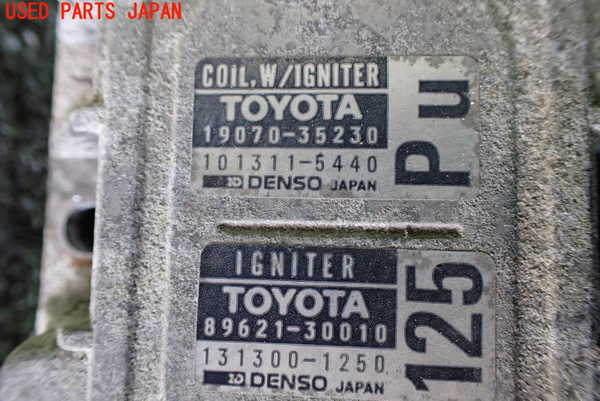 USED PARTS JAPAN
COIL, W/IGNITER
TOYOTA
19070-35230
101311-5440
DENSO JAPAN
Pu
IGNITER
TOYOTA
89621-30010
131300-1250
DENSO JAPAN
125